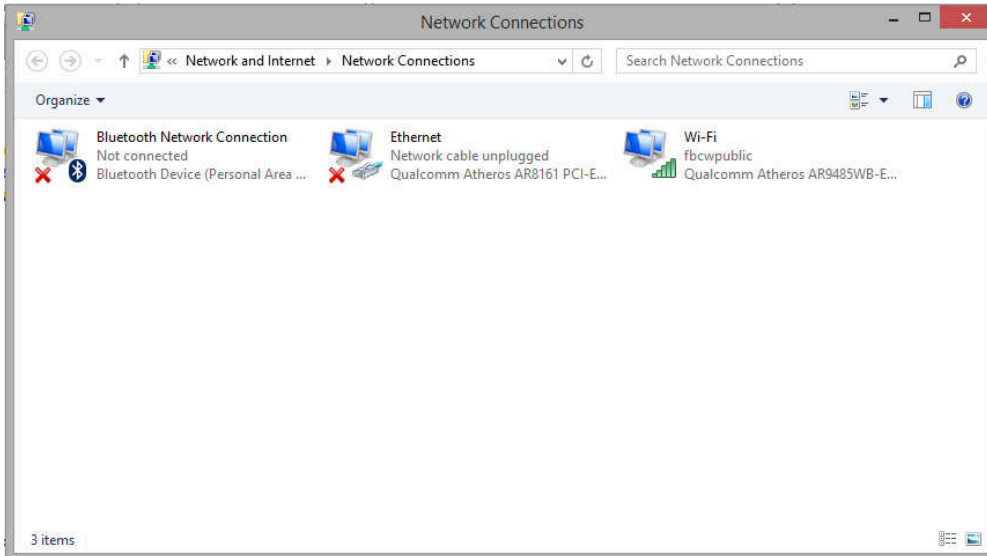 Network Connections
« Network and Internet Network Connections
Search Network Connections
Organize
Bluetooth Network Connection
Not connected
Bluetooth Device (Personal Area ...
Ethernet
Network cable unplugged
Qualcomm Atheros AR8161 PCI-E...
Wi-Fi
fbcwpublic
Qualcomm Atheros AR9485WB-E...
3 items